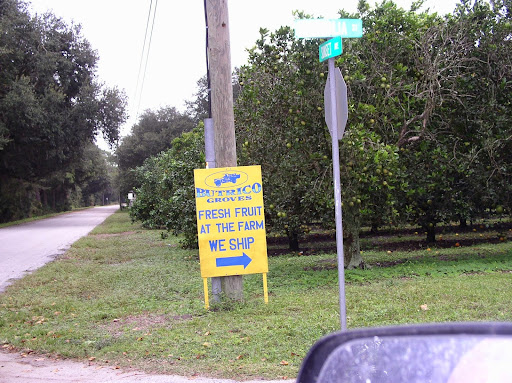 BUTRICO
GROVES
FRESH FRUIT
AT THE FARM
WE SHIP